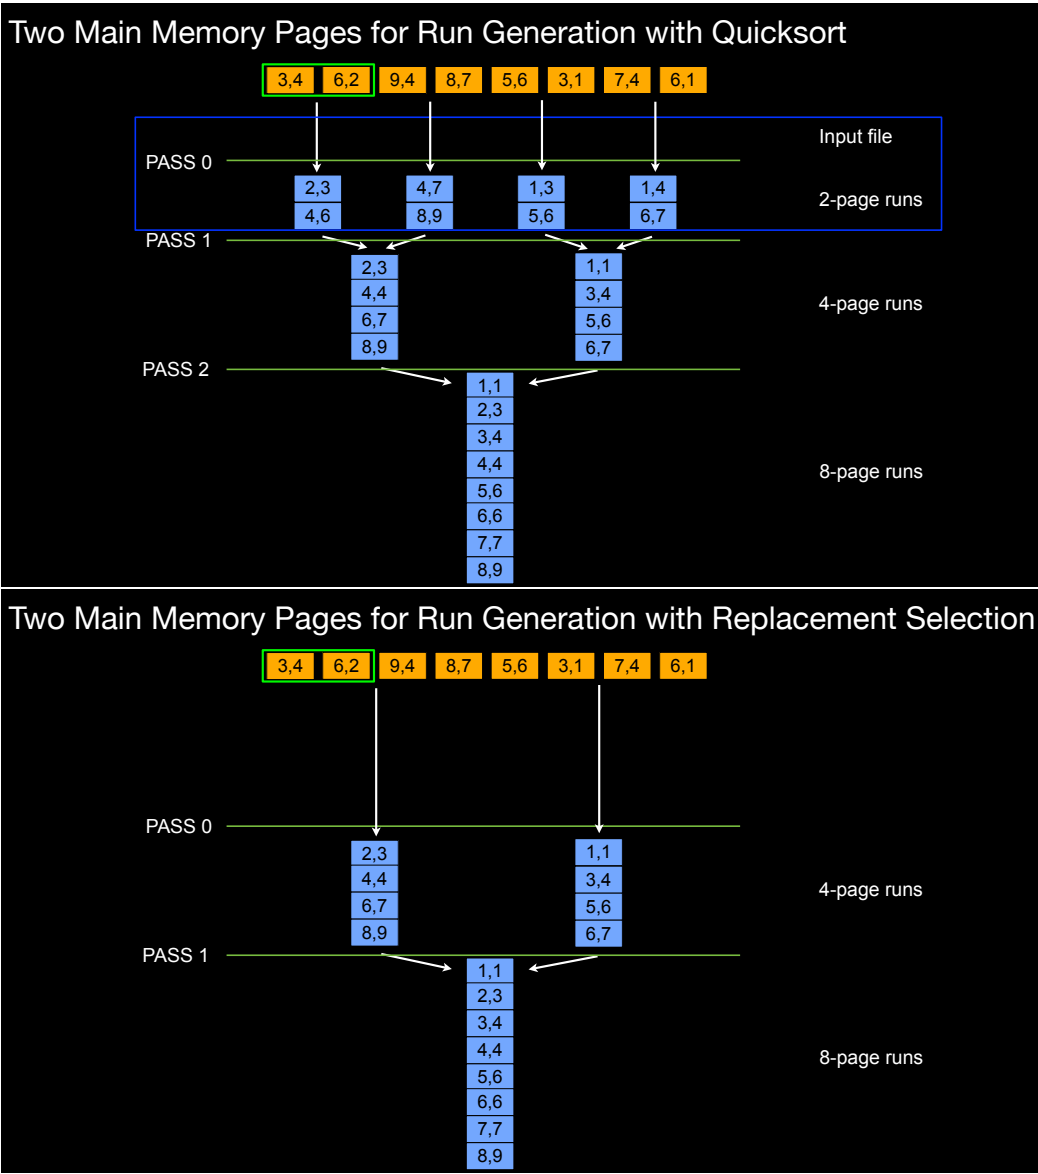 Two Main Memory Pages for Run Generation with Quicksort
3,4 6,2 9,4 8,7 5,6 3,1 7,4 6,1
Input file
PASS 0
2,3 4,7 1,3 1,4
2-page runs
4,6 8,9 5,6 6,7
PASS 1
2,3 1,1
4,4 3,4
4-page runs
6,7 5,6
8,9 6,7
PASS 2
1,1
2,3
3,4
4,4
8-page runs
5,6
6,6
7,7
8,9
Two Main Memory Pages for Run Generation with Replacement Selection
3,4 6,2 9,4 8,7 5,6 3,1 7,4 6,1
PASS 0
2,3 1,1
4,4 3,4
4-page runs
6,7 5,6
8,9 6,7
PASS 1
1,1
2,3
3,4
4,4
8-page runs
5,6
6,6
7,7
8,9